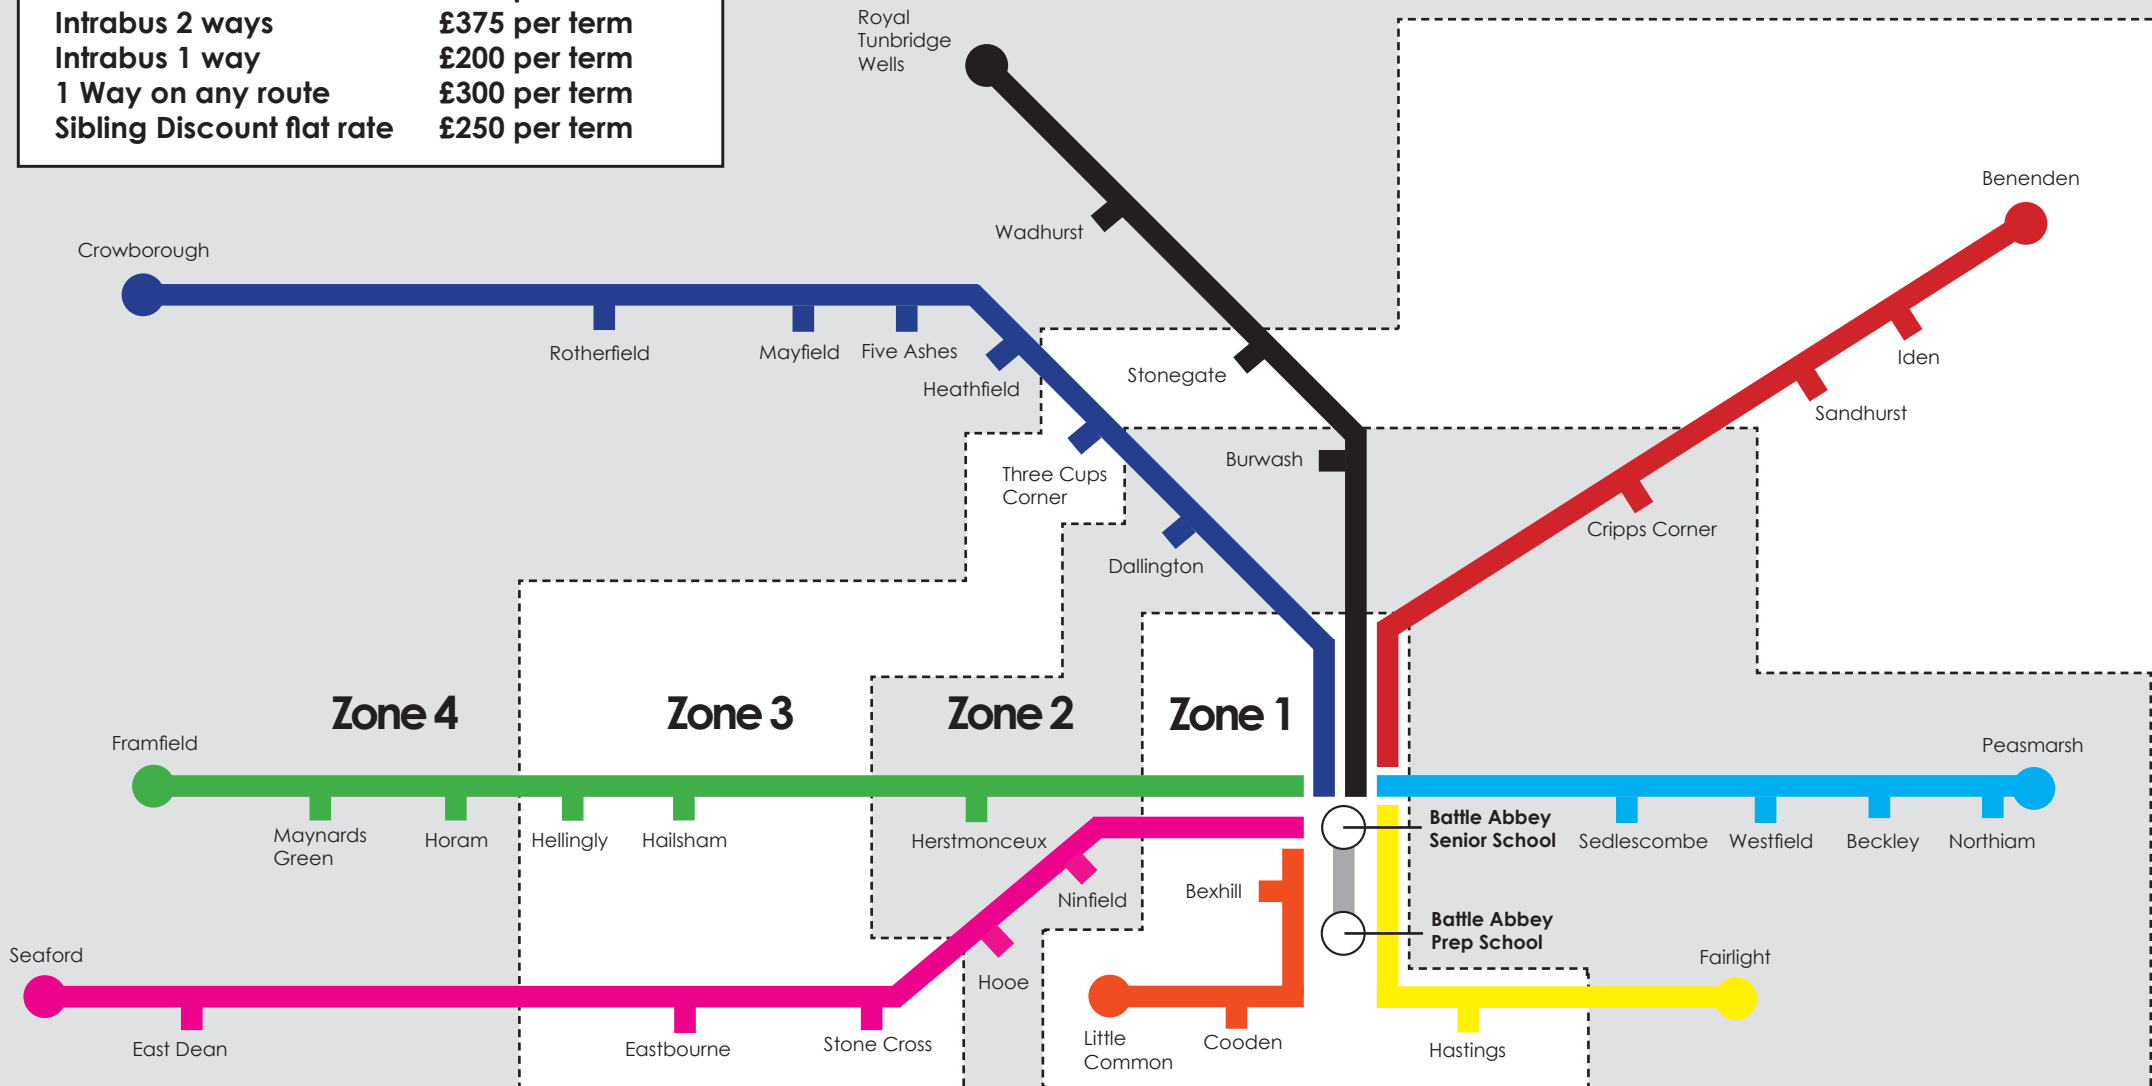 Intrabus 2 ways £375 per term
Intrabus 1 way £200 per term
1 Way on any route £300 per term
Sibling Discount flat rate £250 per term
Royal
Tunbridge
Wells
Benenden
Wadhurst
Crowborough
Rotherfield
Mayfield
Five Ashes
Heathfield
Stonegate
Iden
Sandhurst
Three Cups
Corner
Burwash
Cripps Corner
Dallington
Zone 4
Zone 3
Zone 2
Zone 1
Framfield
Peasmarsh
Maynards
Green
Horam
Hellingly
Hailsham
Herstmonceux
Battle Abbey
Senior School
Sedlescombe
Westfield
Beckley
Northiam
Ninfield
Bexhill
Battle Abbey
Prep School
Seaford
Hooe
Fairlight
East Dean
Eastbourne
Stone Cross
Little
Common
Cooden
Hastings